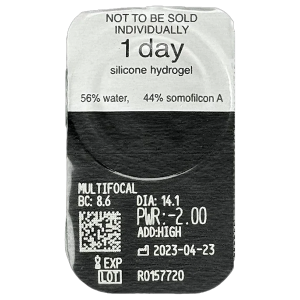 NOT TO BE SOLD
INDIVIDUALLY
1 day
silicone hydrogel
56% water, 44% somofilcon A
MULTIFOCAL
BC: 8.6 DIA: 14.1
PWR:-2.00
ADD:HIGH
2023-04-23
EXP
LOT R0157720